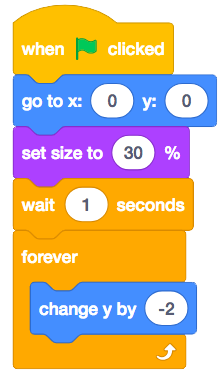 when clicked
go to x: 0 y: 0
set size to 30 %
wait 1 seconds
forever
change y by -2